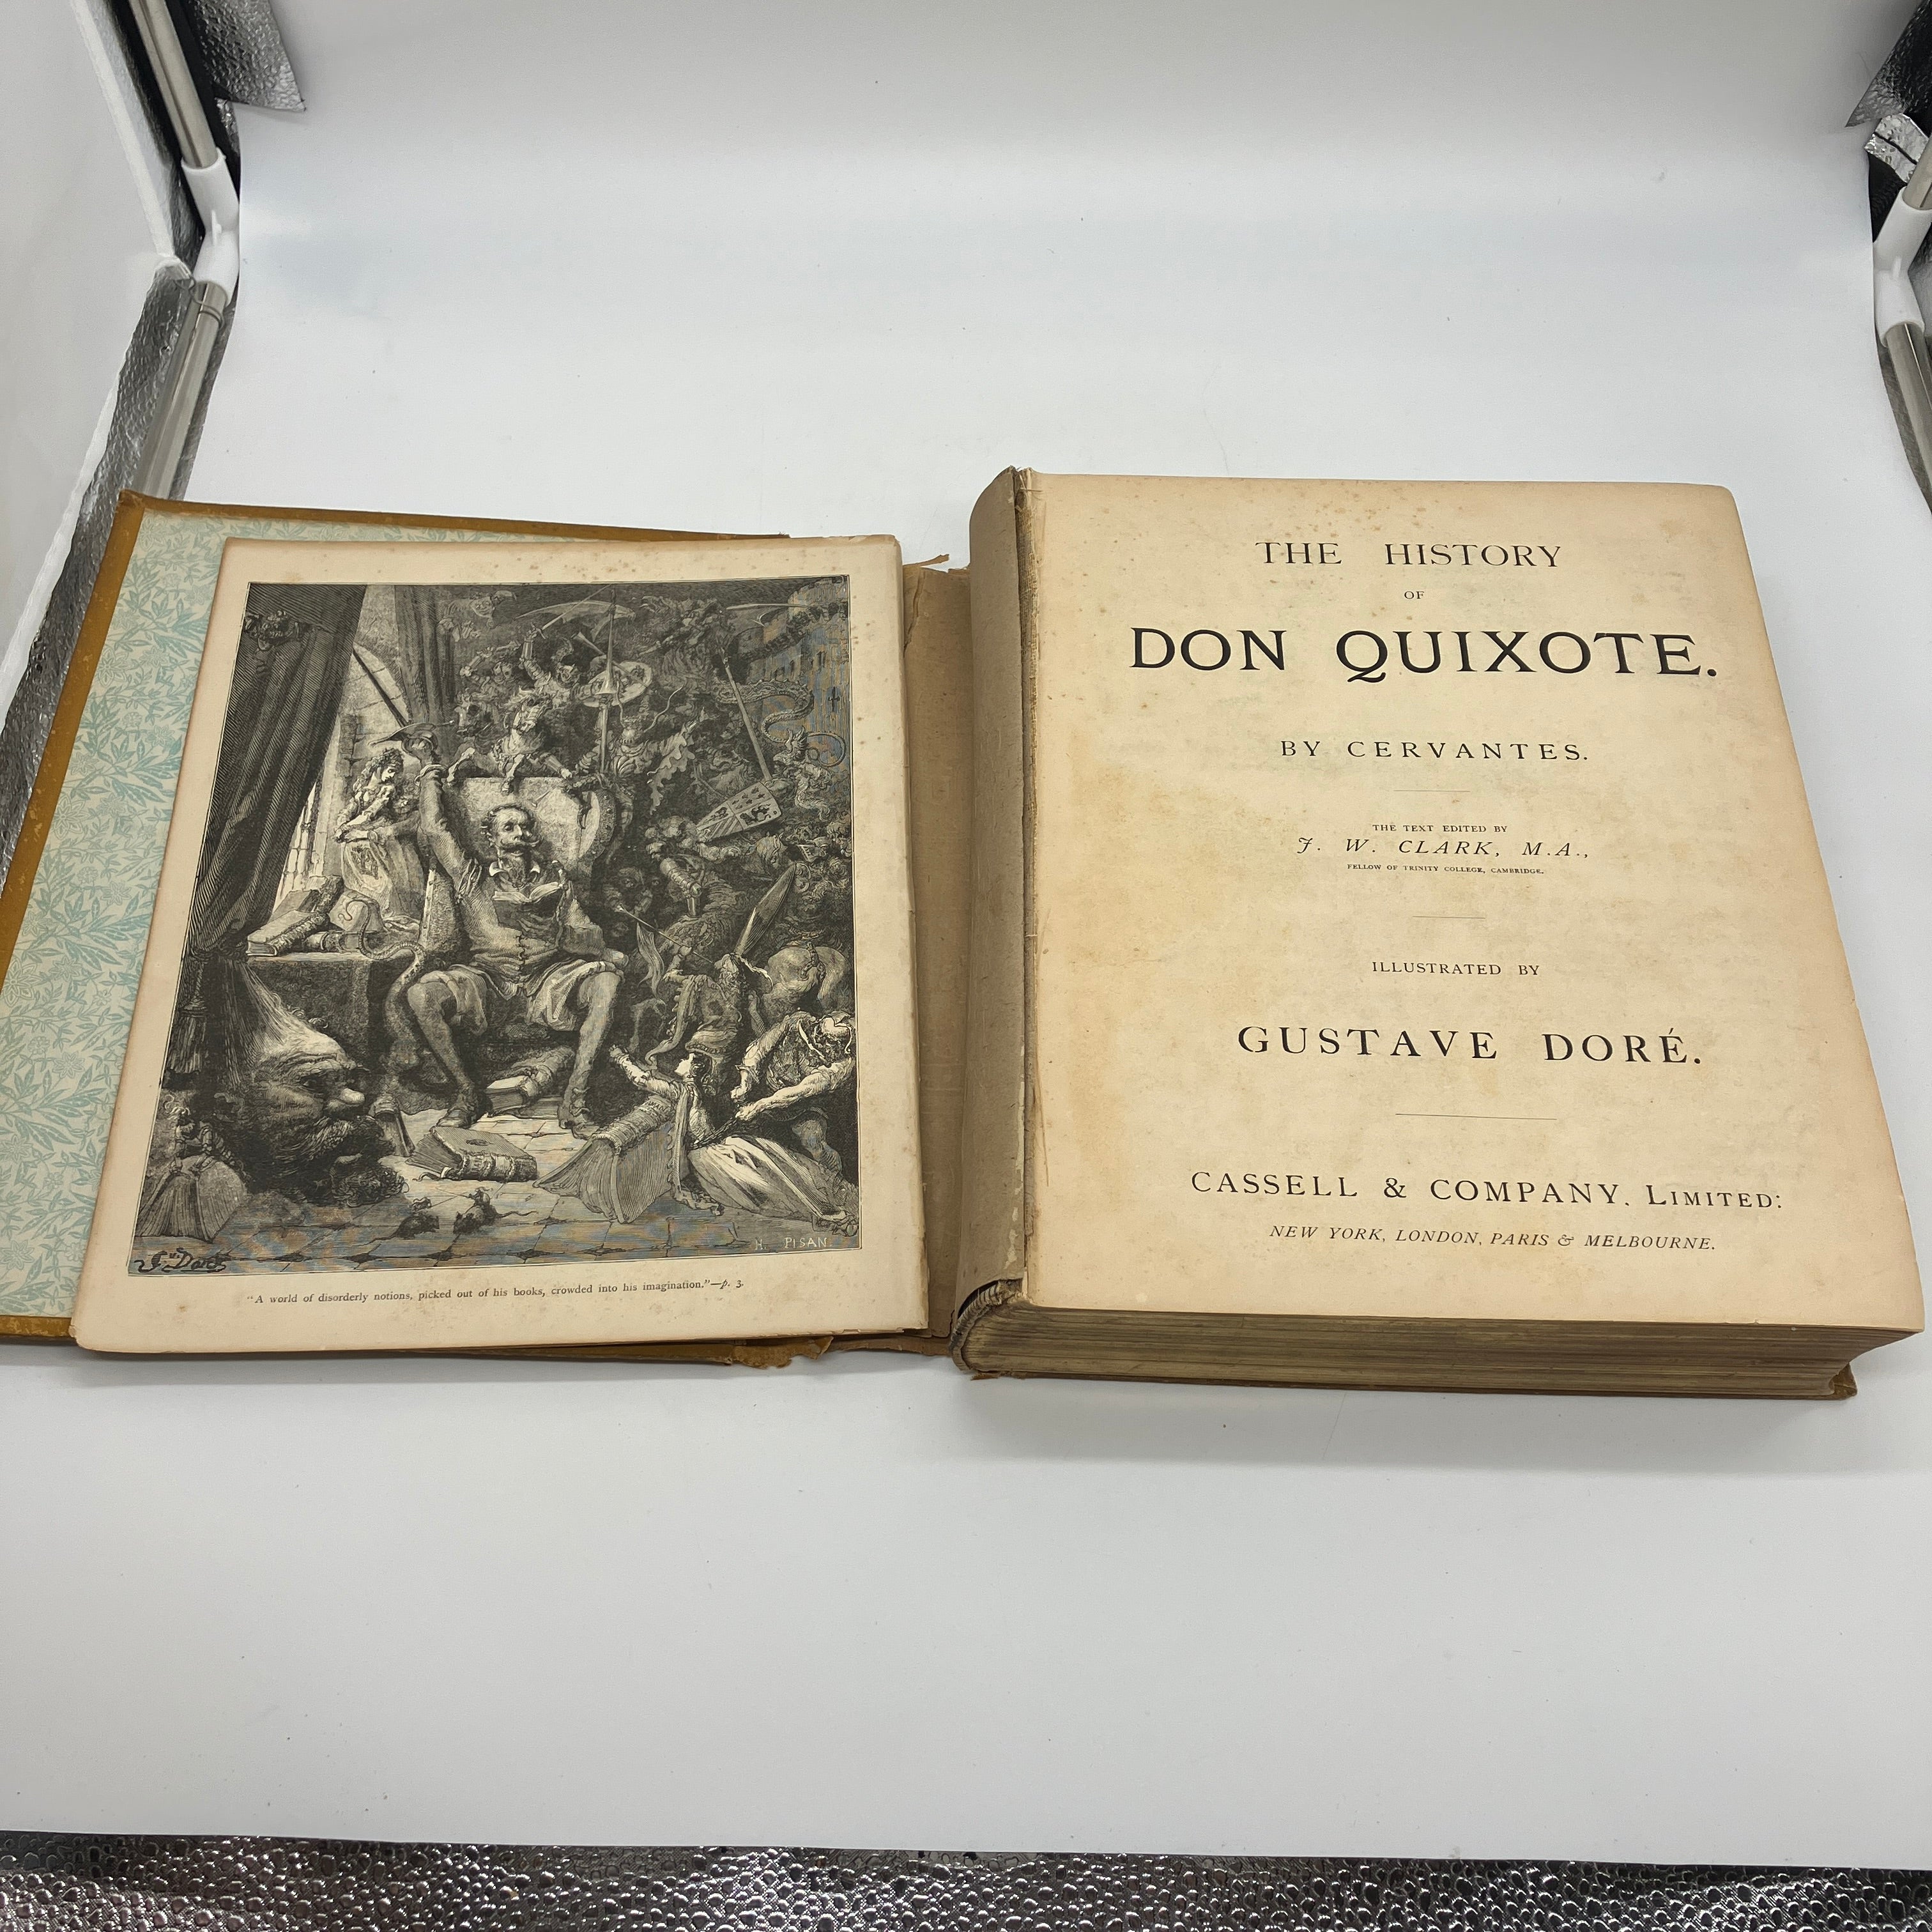 Gve. Doré
H. PISAN
"A world of disorderly notions, picked out of his books, crowded into his imagination."—p. 3.
THE HISTORY
OF
DON QUIXOTE.
BY CERVANTES.
THE TEXT EDITED BY
J. W. CLARK, M.A.,
FELLOW OF TRINITY COLLEGE, CAMBRIDGE.
ILLUSTRATED BY
GUSTAVE DORÉ.
CASSELL & COMPANY, LIMITED:
NEW YORK, LONDON, PARIS & MELBOURNE.